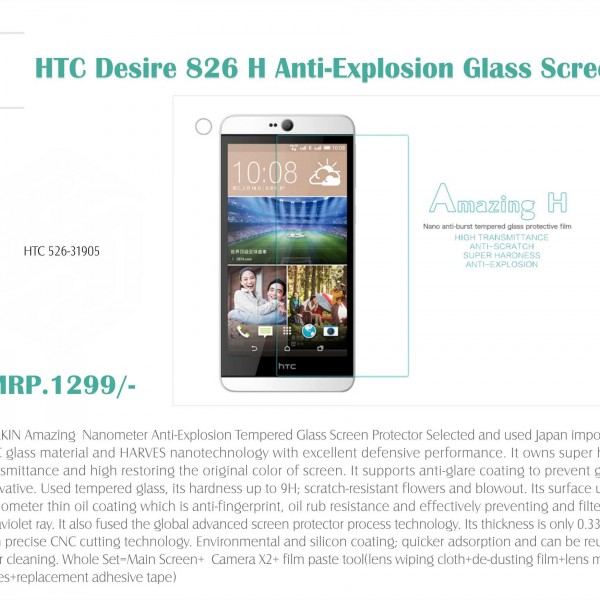 HTC Desire 826 H Anti-Explosion Glass Scree
HTC 526-31905
10:08
10:08
htc
Amazing H
Nano anti-burst tempered glass protective film
HIGH TRANSMITTANCE
ANTI-SCRATCH
SUPER HARDNESS
ANTI-EXPLOSION
MRP.1299/-
KIN Amazing Nanometer Anti-Explosion Tempered Glass Screen Protector Selected and used Japan impo
C glass material and HARVES nanotechnology with excellent defensive performance. It owns super h
smittance and high restoring the original color of screen. It supports anti-glare coating to prevent g
vative. Used tempered glass, its hardness up to 9H; scratch-resistant flowers and blowout. Its surface u
ometer thin oil coating which is anti-fingerprint, oil rub resistance and effectively preventing and filte
violet ray. It also fused the global advanced screen protector process technology. Its thickness is only 0.33
precise CNC cutting technology. Environmental and silicon coating; quicker adsorption and can be reu
r cleaning. Whole Set=Main Screen+ Camera X2+ film paste tool(lens wiping cloth+de-dusting film+lens m
es+replacement adhesive tape)